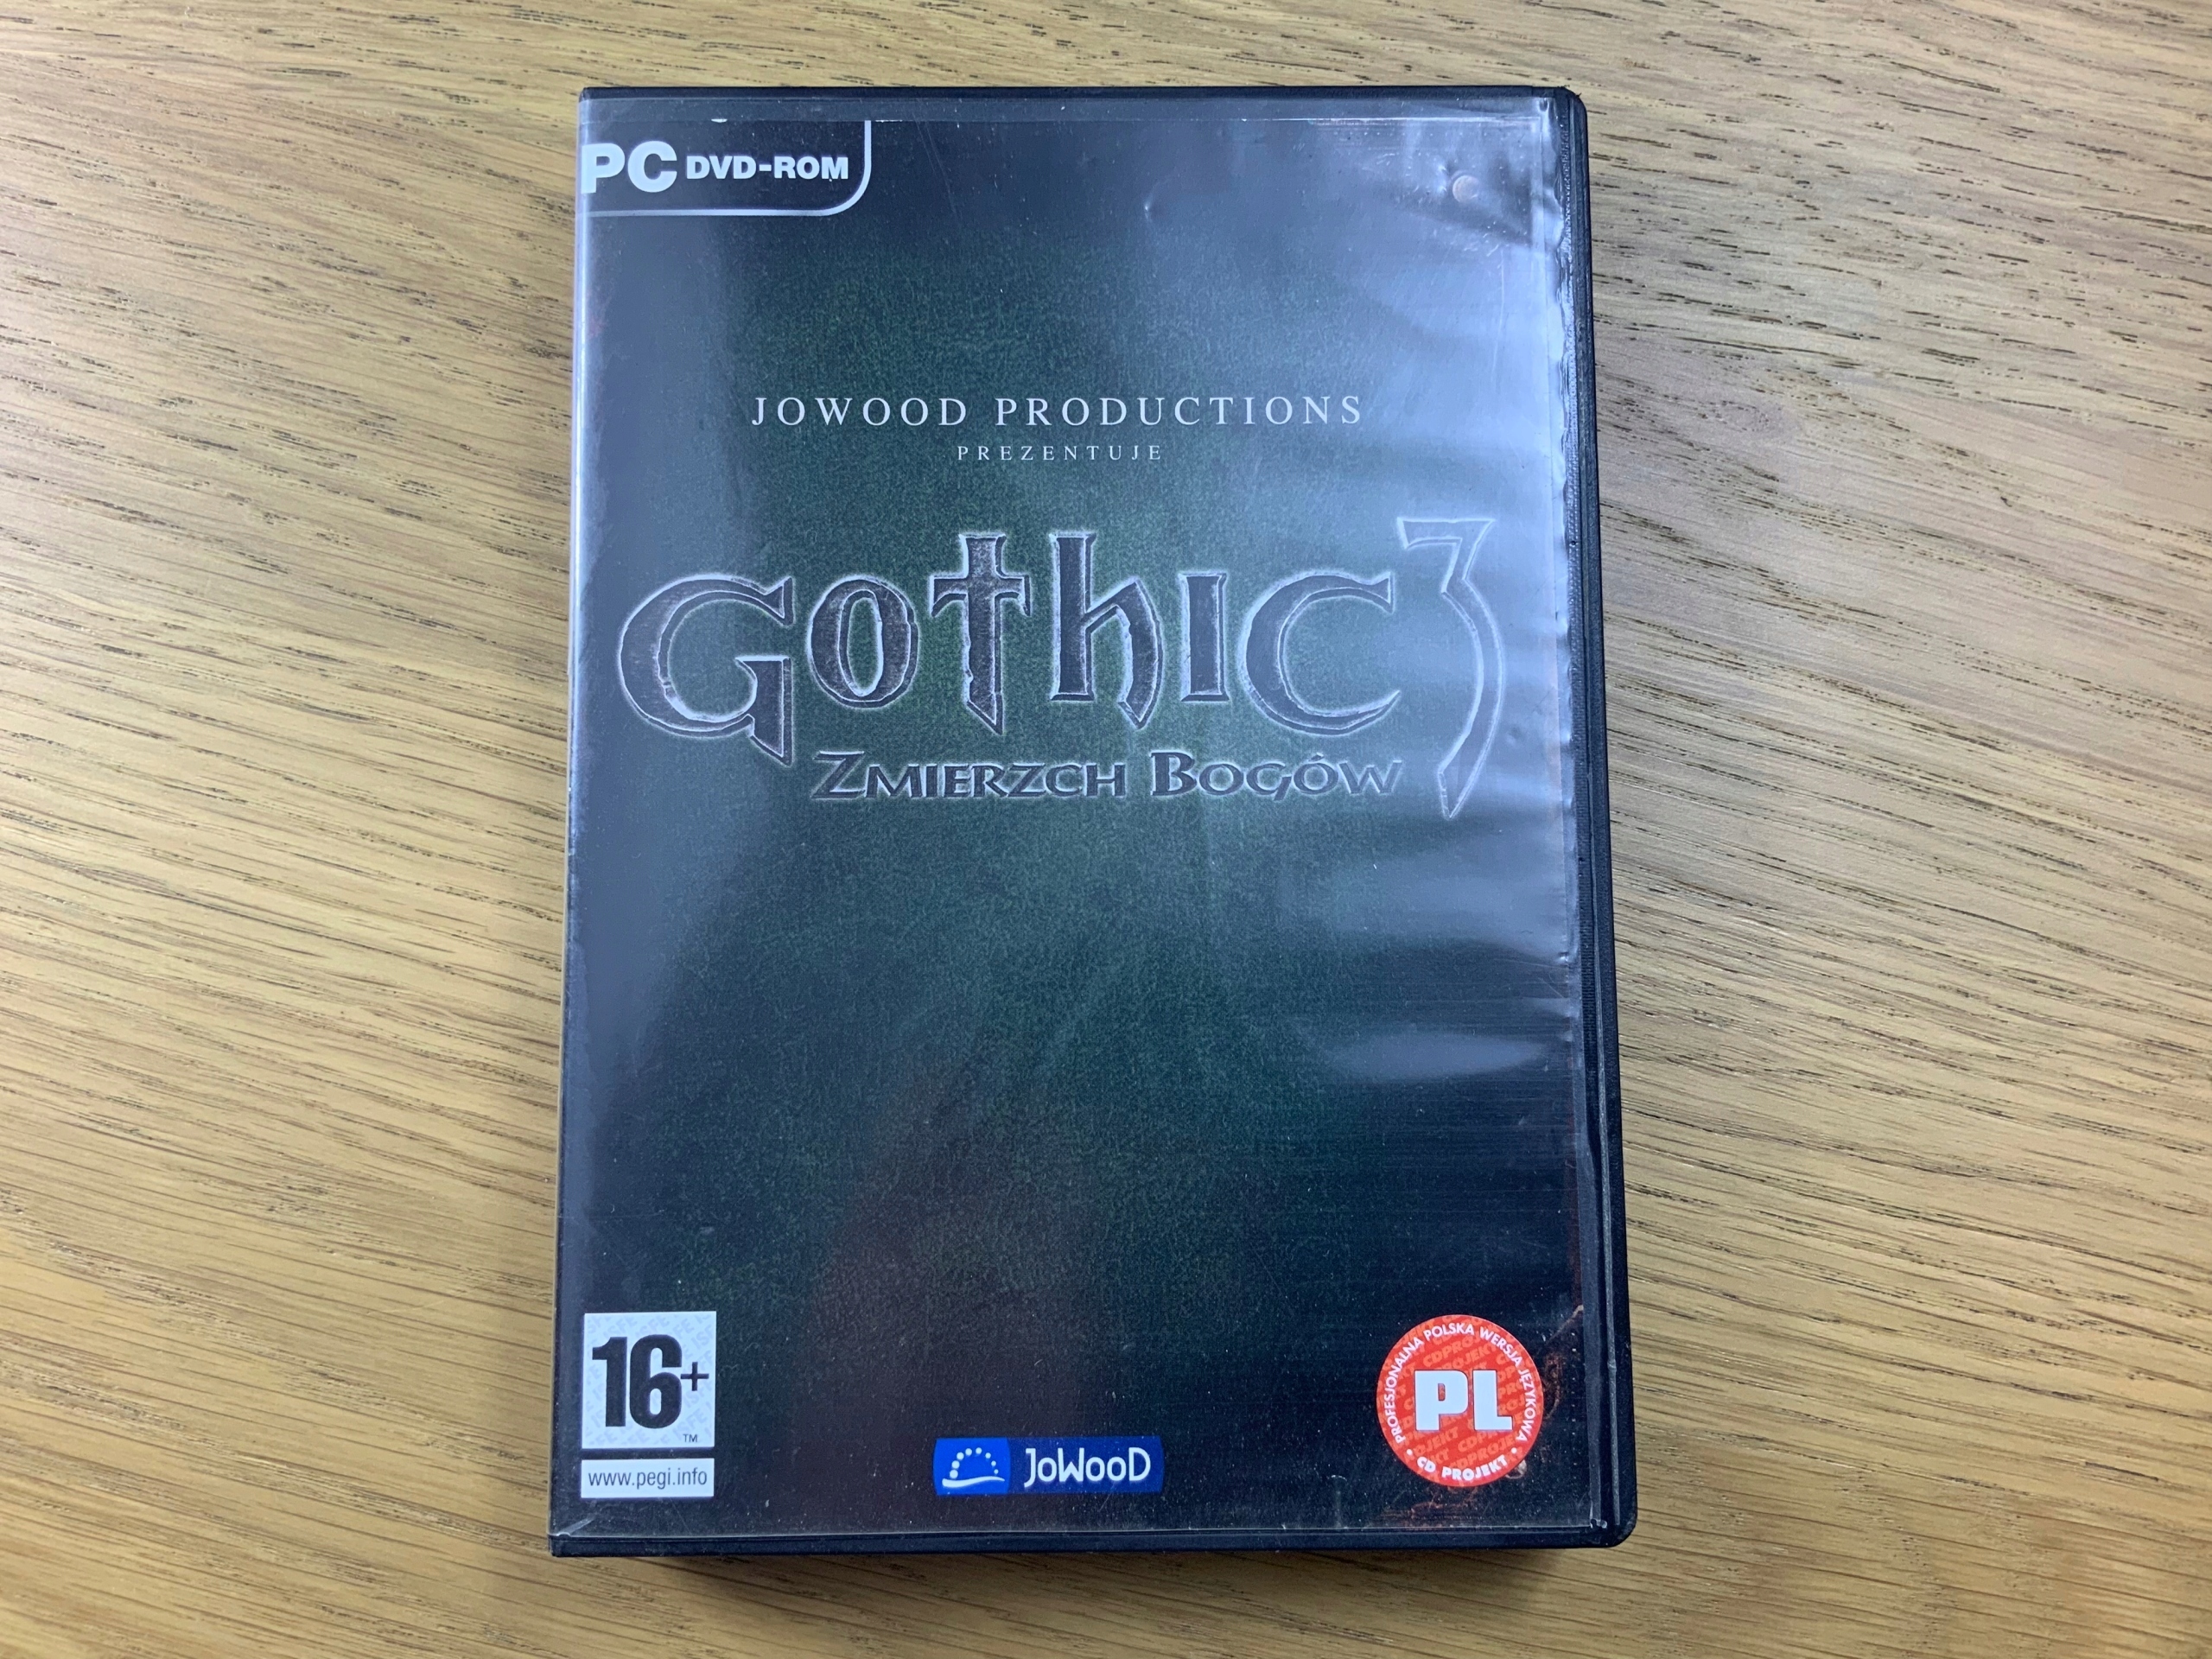 PC DVD-ROM
JOWOOD PRODUCTIONS
PREZENTUJE
GOTHIC 3
ZMIERZCH BOGÓW
16+
TM
www.pegi.info
JoWooD
PROFESJONALNA POLSKA WERSJA JĘZYKOWA
PL
• CD PROJEKT •